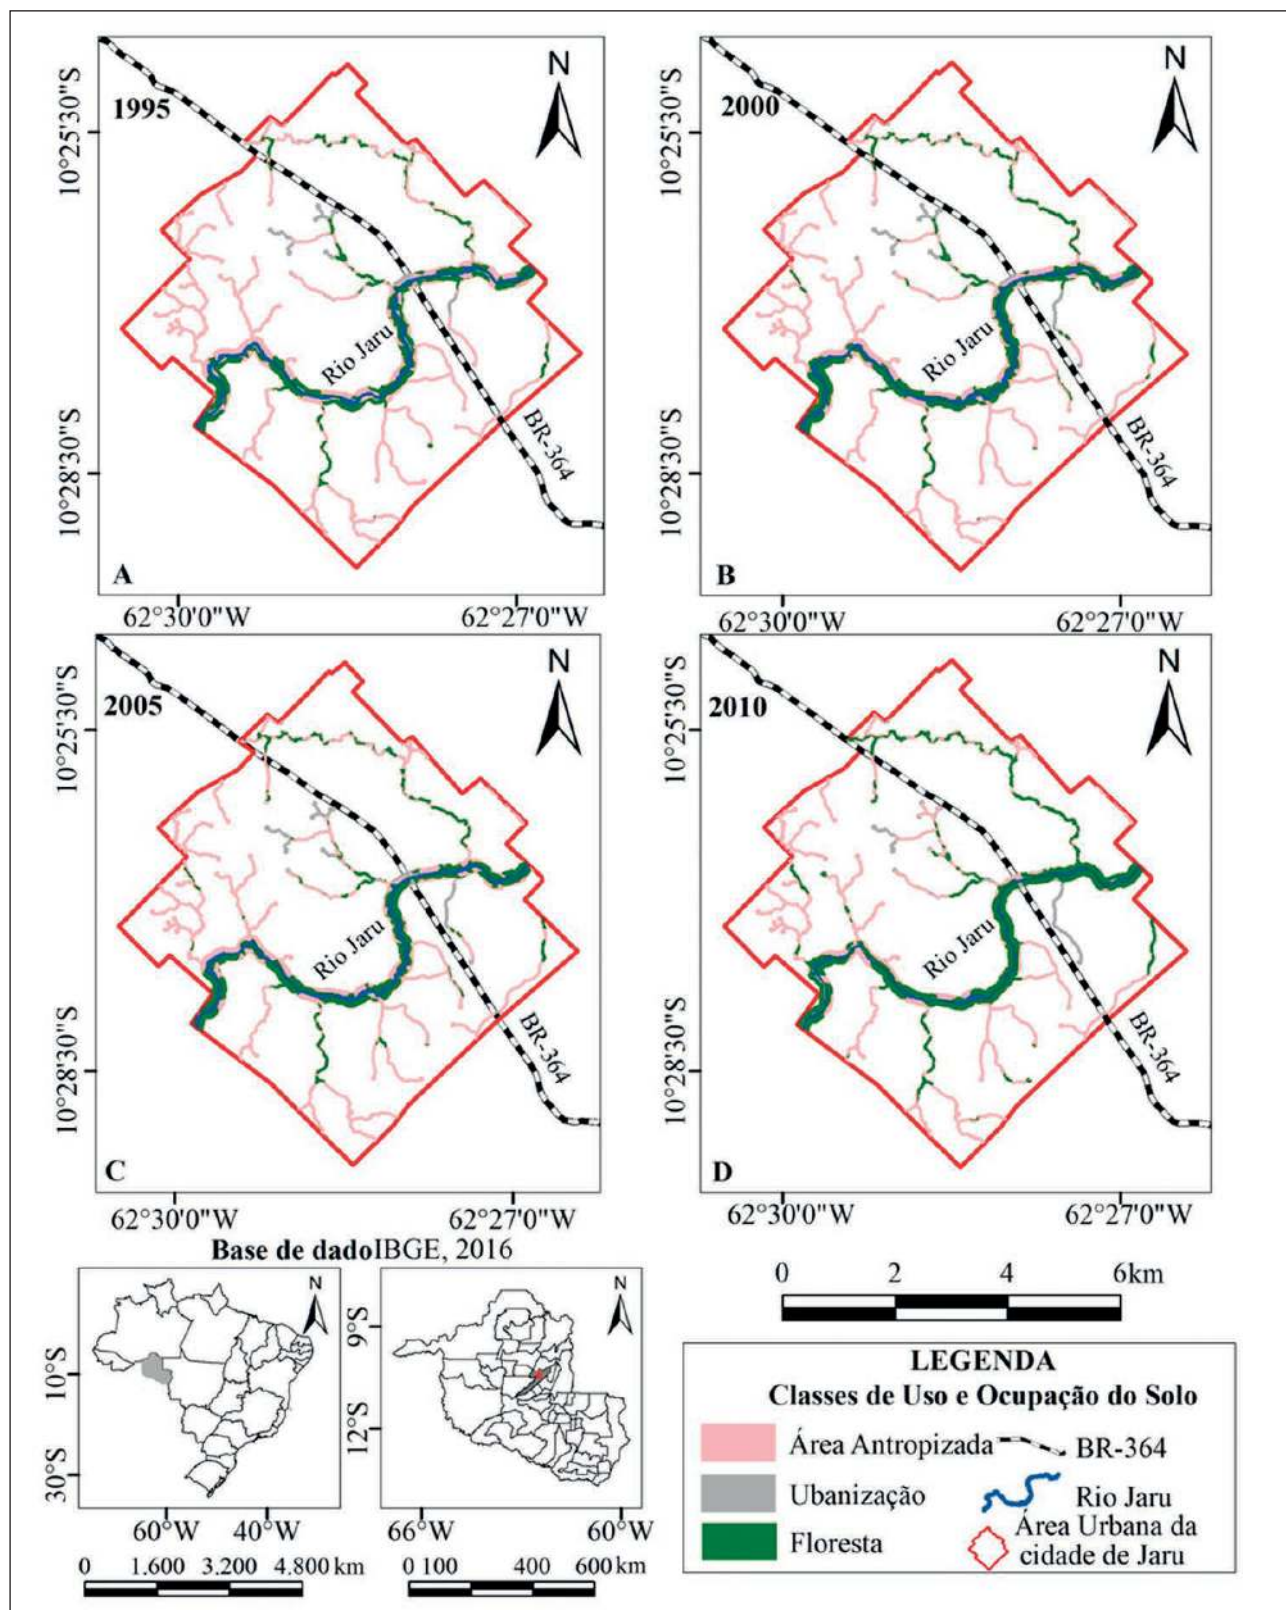 1995
N
10°25'30"S
10°28'30"S
Rio Jaru
BR-364
A
62°30'0"W
62°27'0"W
2000
N
10°25'30"S
10°28'30"S
Rio Jaru
BR-364
B
62°30'0"W
62°27'0"W
2005
N
10°25'30"S
10°28'30"S
Rio Jaru
BR-364
C
62°30'0"W
62°27'0"W
2010
N
10°25'30"S
10°28'30"S
Rio Jaru
BR-364
D
62°30'0"W
62°27'0"W
Base de dadoIBGE, 2016
N
10°S
30°S
60°W
40°W
0 1.600 3.200 4.800 km
N
9°S
12°S
66°W
60°W
0 100 400 600 km
0 2 4 6km
LEGENDA
Classes de Uso e Ocupação do Solo
Área Antropizada
BR-364
Ubanização
Rio Jaru
Floresta
Área Urbana da
cidade de Jaru